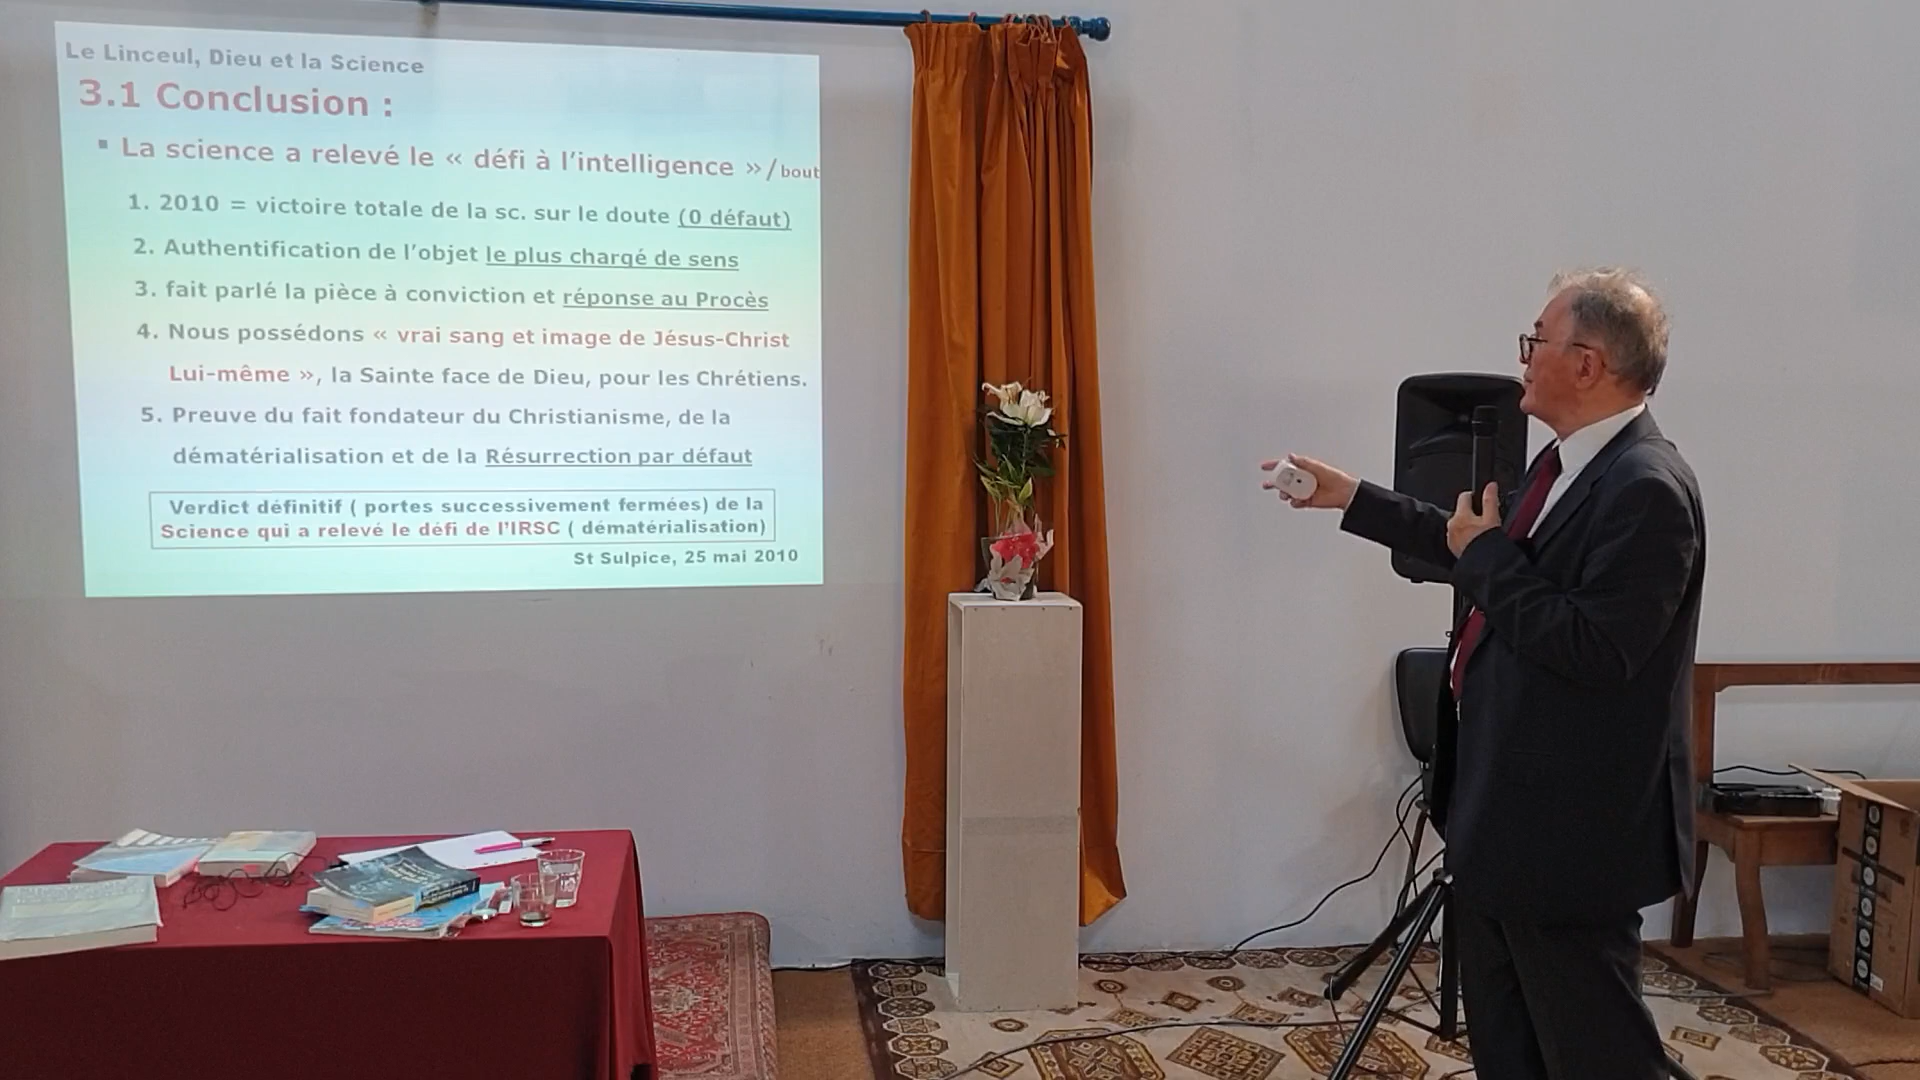 Le Linceul, Dieu et la Science
3.1 Conclusion :
▪ La science a relevé le « défi à l'intelligence »/bout
1. 2010 = victoire totale de la sc. sur le doute (0 défaut)
2. Authentification de l'objet le plus chargé de sens
3. fait parlé la pièce à conviction et réponse au Procès
4. Nous possédons « vrai sang et image de Jésus-Christ
Lui-même », la Sainte face de Dieu, pour les Chrétiens.
5. Preuve du fait fondateur du Christianisme, de la
dématérialisation et de la Résurrection par défaut
Verdict définitif ( portes successivement fermées) de la
Science qui a relevé le défi de l'IRSC ( dématérialisation)
St Sulpice, 25 mai 2010